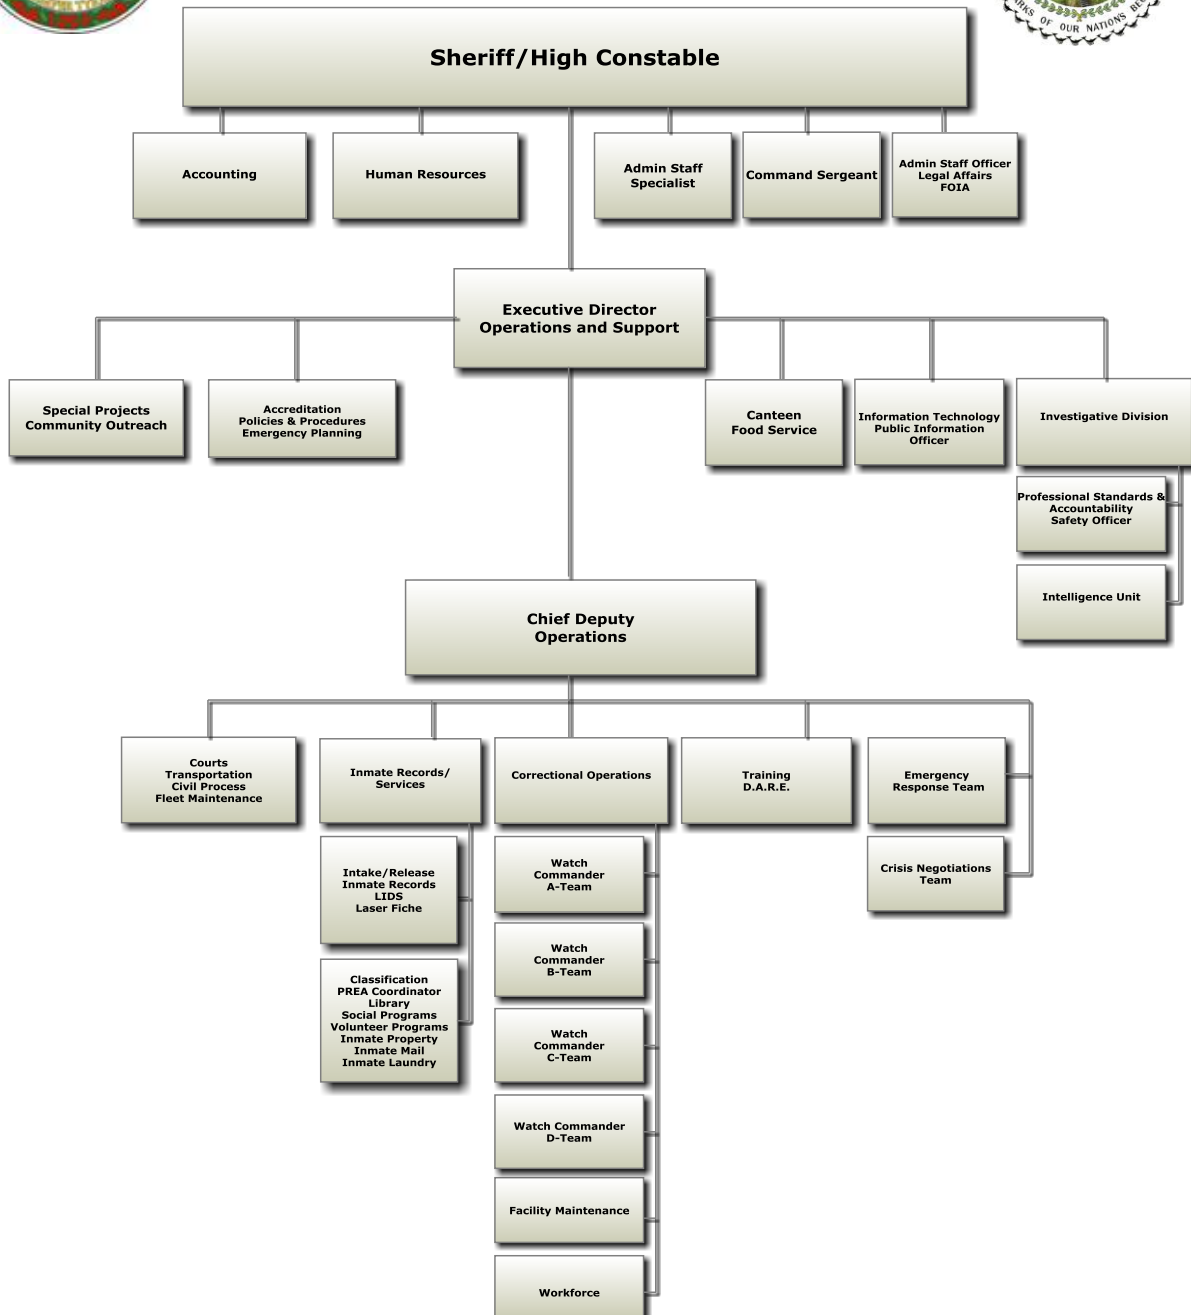 OF OUR NATION'S
Sheriff/High Constable
Accounting
Human Resources
Admin Staff
Specialist
Command Sergeant
Admin Staff Officer
Legal Affairs
FOIA
Executive Director
Operations and Support
Special Projects
Community Outreach
Accreditation
Policies & Procedures
Emergency Planning
Canteen
Food Service
Information Technology
Public Information
Officer
Investigative Division
Professional Standards &
Accountability
Safety Officer
Intelligence Unit
Chief Deputy
Operations
Courts
Transportation
Civil Process
Fleet Maintenance
Inmate Records/
Services
Correctional Operations
Training
D.A.R.E.
Emergency
Response Team
Intake/Release
Inmate Records
LIDS
Laser Fiche
Classification
PREA Coordinator
Library
Social Programs
Volunteer Programs
Inmate Property
Inmate Mail
Inmate Laundry
Watch
Commander
A-Team
Watch
Commander
B-Team
Watch
Commander
C-Team
Watch Commander
D-Team
Facility Maintenance
Workforce
Crisis Negotiations
Team